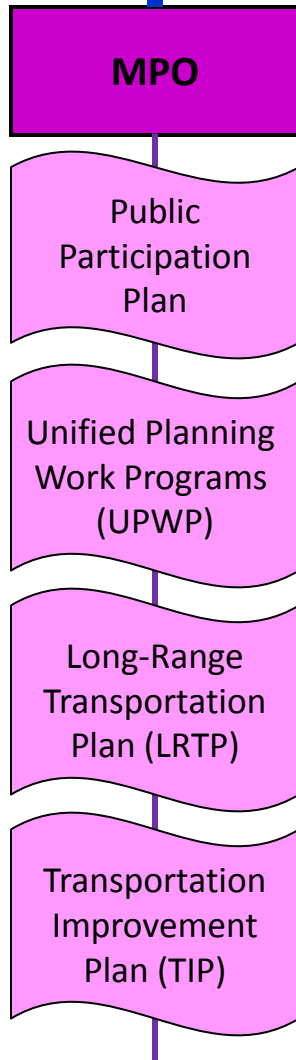 MPO
Public
Participation
Plan
Unified Planning
Work Programs
(UPWP)
Long-Range
Transportation
Plan (LRTP)
Transportation
Improvement
Plan (TIP)